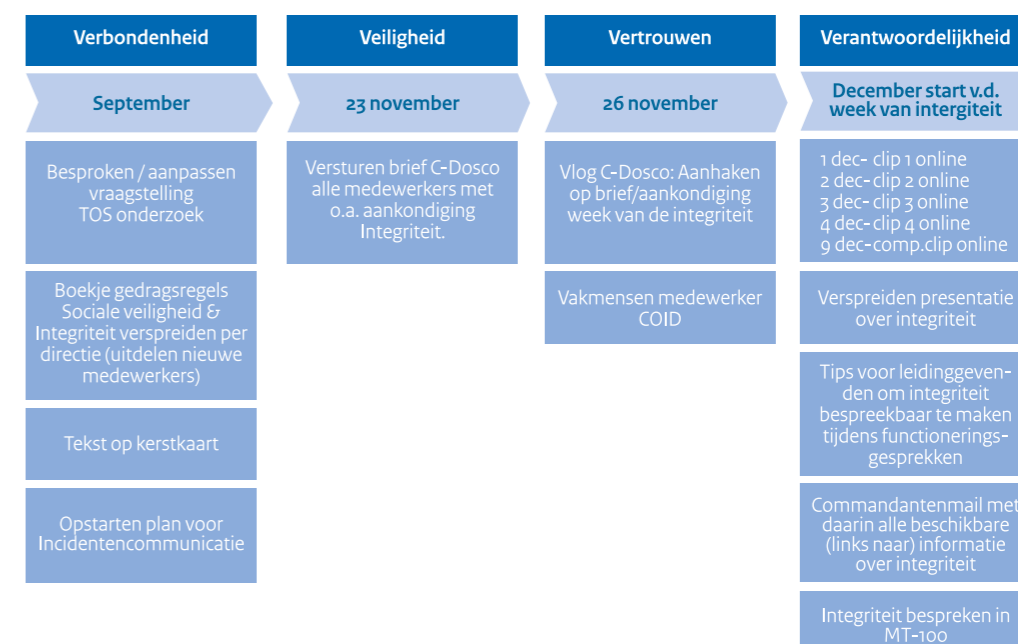 Verbondenheid
September
Besproken / aanpassen
vraagstelling
TOS onderzoek
Boekje gedragsregels
Sociale veiligheid &
Integriteit verspreiden per
directie (uitdelen nieuwe
medewerkers)
Tekst op kerstkaart
Opstarten plan voor
Incidentencommunicatie
Veiligheid
23 november
Versturen brief C-Dosco
alle medewerkers met
o.a. aankondiging
Integriteit.
Vertrouwen
26 november
Vlog C-Dosco: Aanhaken
op brief/aankondiging
week van de integriteit
Vakmensen medewerker
COID
Verantwoordelijkheid
December start v.d.
week van intergiteit
1 dec- clip 1 online
2 dec- clip 2 online
3 dec- clip 3 online
4 dec- clip 4 online
9 dec-comp.clip online
Verspreiden presentatie
over integriteit
Tips voor leidinggeven-
den om integriteit
bespreekbaar te maken
tijdens functionerings-
gesprekken
Commandantenmail met
daarin alle beschikbare
(links naar) informatie
over integriteit
Integriteit bespreken in
MT-100